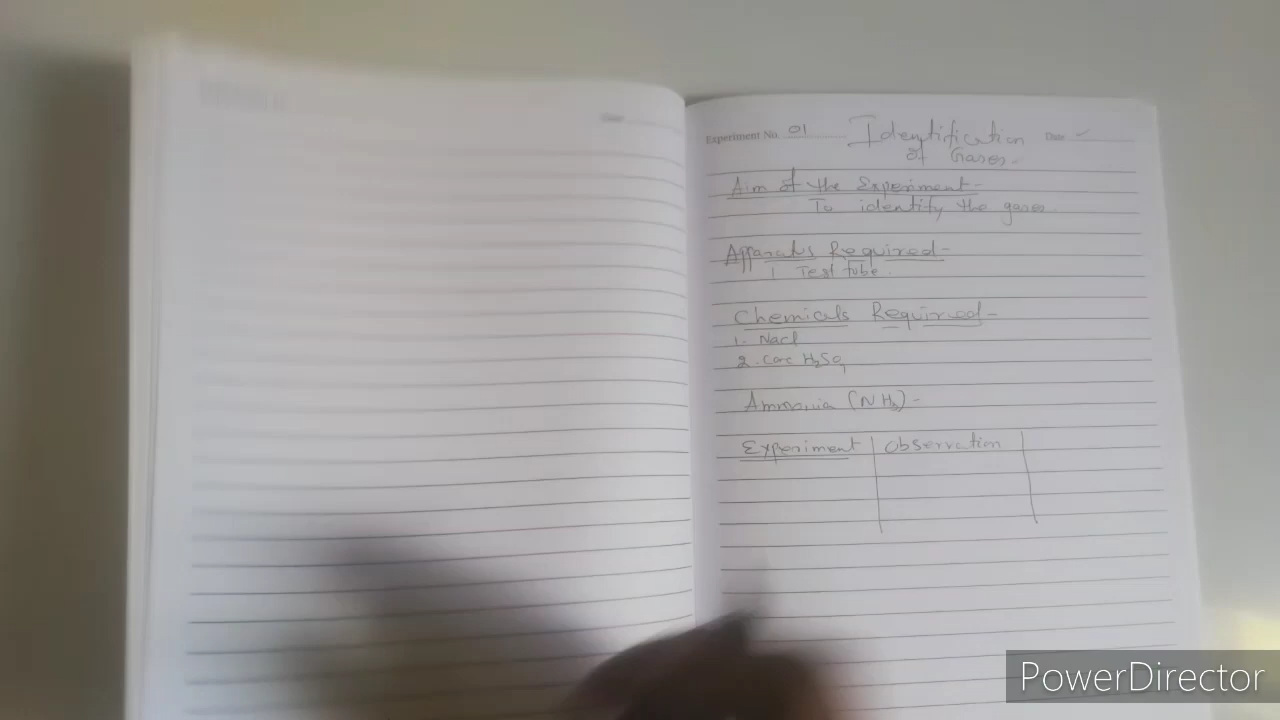 Experiment No. 01 Identification Date
of Gases-
Aim of the Experiment-
To identify the gases.
Apparatus Required-
1 Test tube.
Chemicals Required-
1. Nacl
2. Conc H2SO4
Ammonia (NH3)-
Experiment Observation
PowerDirector